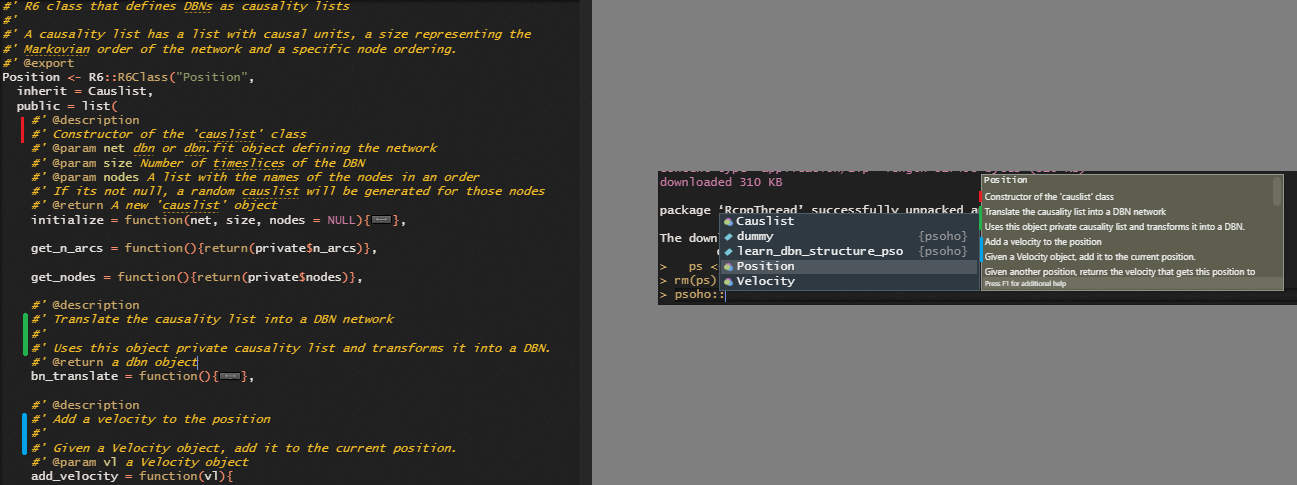 #' R6 class that defines DBNs as causality lists
#'
#' A causality list has a list with causal units, a size representing the
#' Markovian order of the network and a specific node ordering.
#' @export
Position <- R6::R6Class("Position",
  inherit = Causlist,
  public = list(
    #' @description
    #' Constructor of the 'causlist' class
    #' @param net dbn or dbn.fit object defining the network
    #' @param size Number of timeslices of the DBN
    #' @param nodes A list with the names of the nodes in an order
    #' If its not null, a random causlist will be generated for those nodes
    #' @return A new 'causlist' object
    initialize = function(net, size, nodes = NULL){},
    get_n_arcs = function(){return(private$n_arcs)},
    get_nodes = function(){return(private$nodes)},
    #' @description
    #' Translate the causality list into a DBN network
    #'
    #' Uses this object private causality list and transforms it into a DBN.
    #' @return a dbn object
    bn_translate = function(){},
    #' @description
    #' Add a velocity to the position
    #'
    #' Given a Velocity object, add it to the current position.
    #' @param vl a Velocity object
    add_velocity = function(vl){
downloaded 310 KB
package ‘RcppThread’ successfully unpacked a
The down
> ps <
> rm(ps)
> psoho::
Causlist
dummy {psoho}
learn_dbn_structure_pso {psoho}
Position
Velocity
Position
Constructor of the 'causlist' class
Translate the causality list into a DBN network
Uses this object private causality list and transforms it into a DBN.
Add a velocity to the position
Given a Velocity object, add it to the current position.
Given another position, returns the velocity that gets this position to
Press F1 for additional help